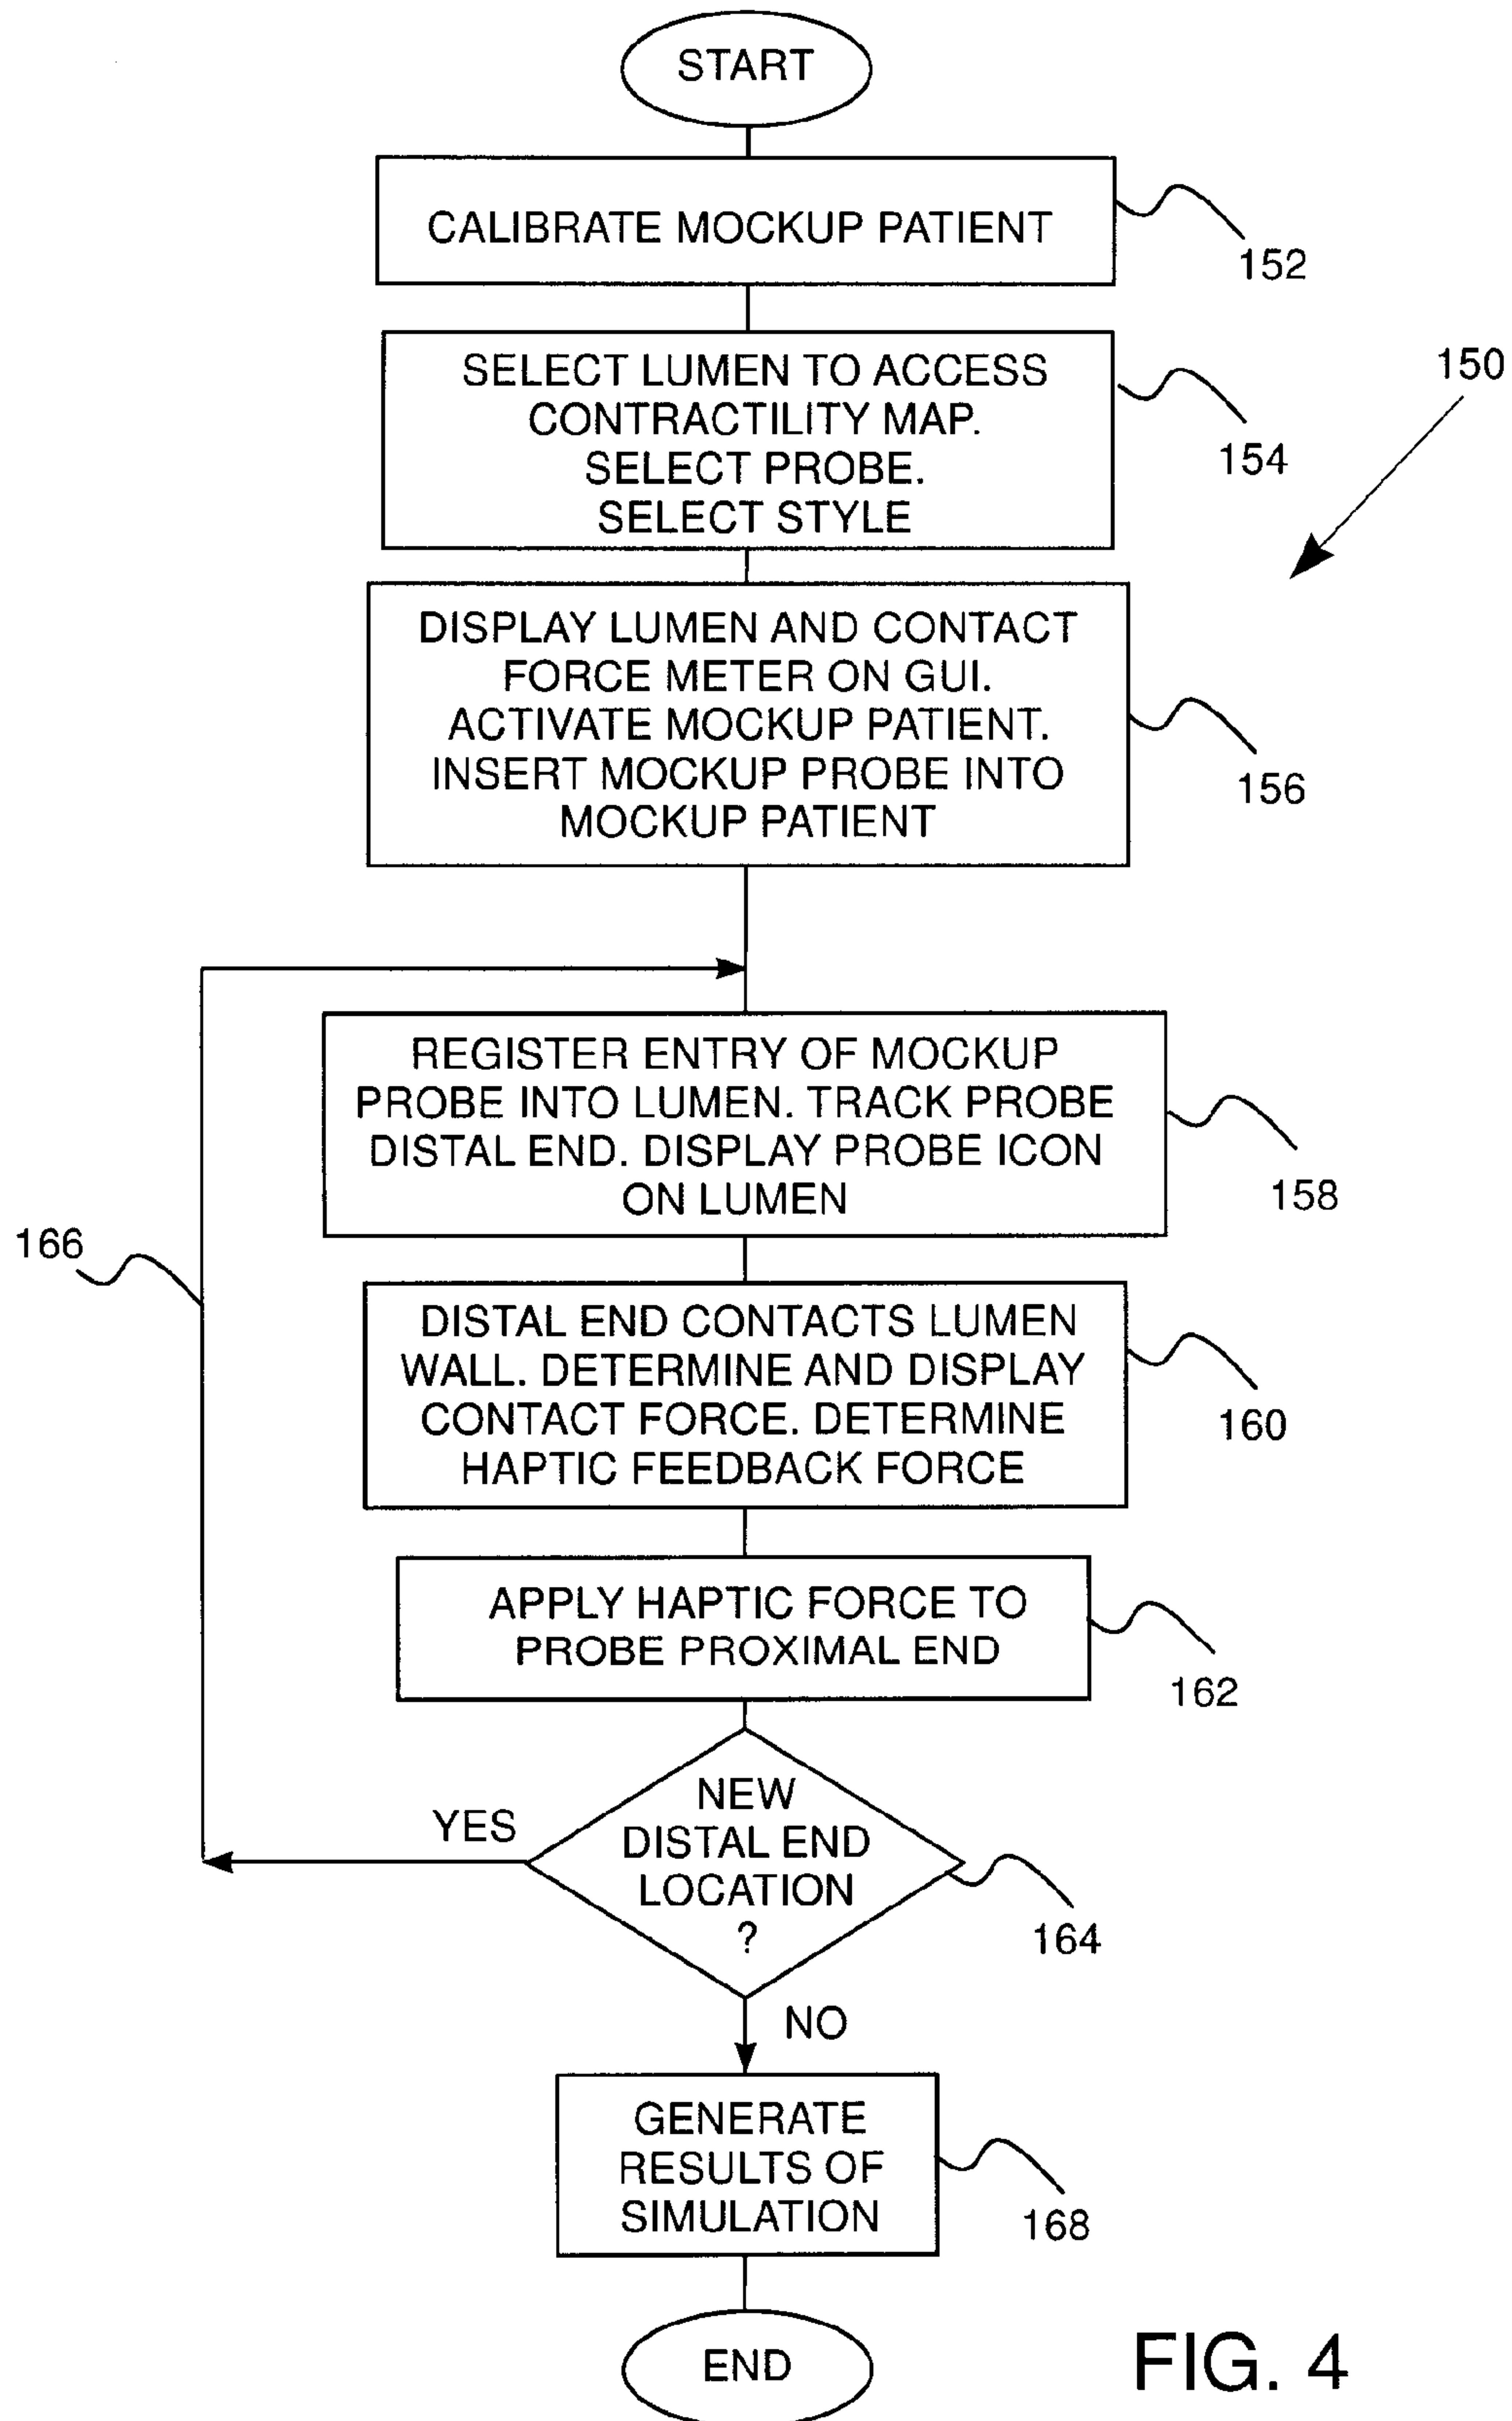 START
CALIBRATE MOCKUP PATIENT
152
SELECT LUMEN TO ACCESS
CONTRACTILITY MAP.
SELECT PROBE.
SELECT STYLE
154
150
DISPLAY LUMEN AND CONTACT
FORCE METER ON GUI.
ACTIVATE MOCKUP PATIENT.
INSERT MOCKUP PROBE INTO
MOCKUP PATIENT
156
REGISTER ENTRY OF MOCKUP
PROBE INTO LUMEN. TRACK PROBE
DISTAL END. DISPLAY PROBE ICON
ON LUMEN
158
166
DISTAL END CONTACTS LUMEN
WALL. DETERMINE AND DISPLAY
CONTACT FORCE. DETERMINE
HAPTIC FEEDBACK FORCE
160
APPLY HAPTIC FORCE TO
PROBE PROXIMAL END
162
NEW
DISTAL END
LOCATION
?
YES
164
NO
GENERATE
RESULTS OF
SIMULATION
168
END
FIG. 4